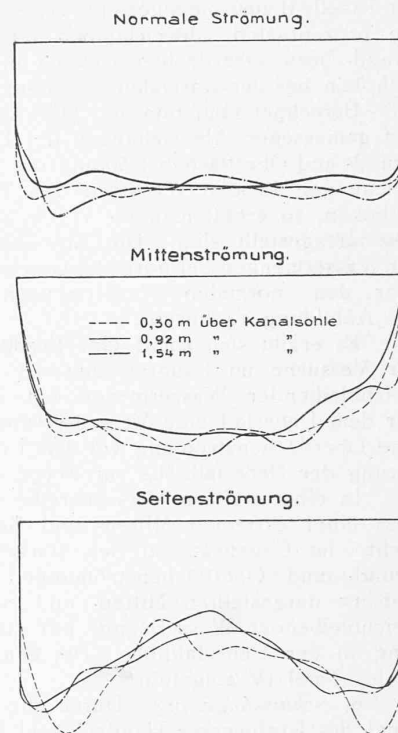 Normale Strömung.
Mittenströmung.
0,30 m über Kanalsohle
0,92 m " "
1,54 m " "
Seitenströmung.